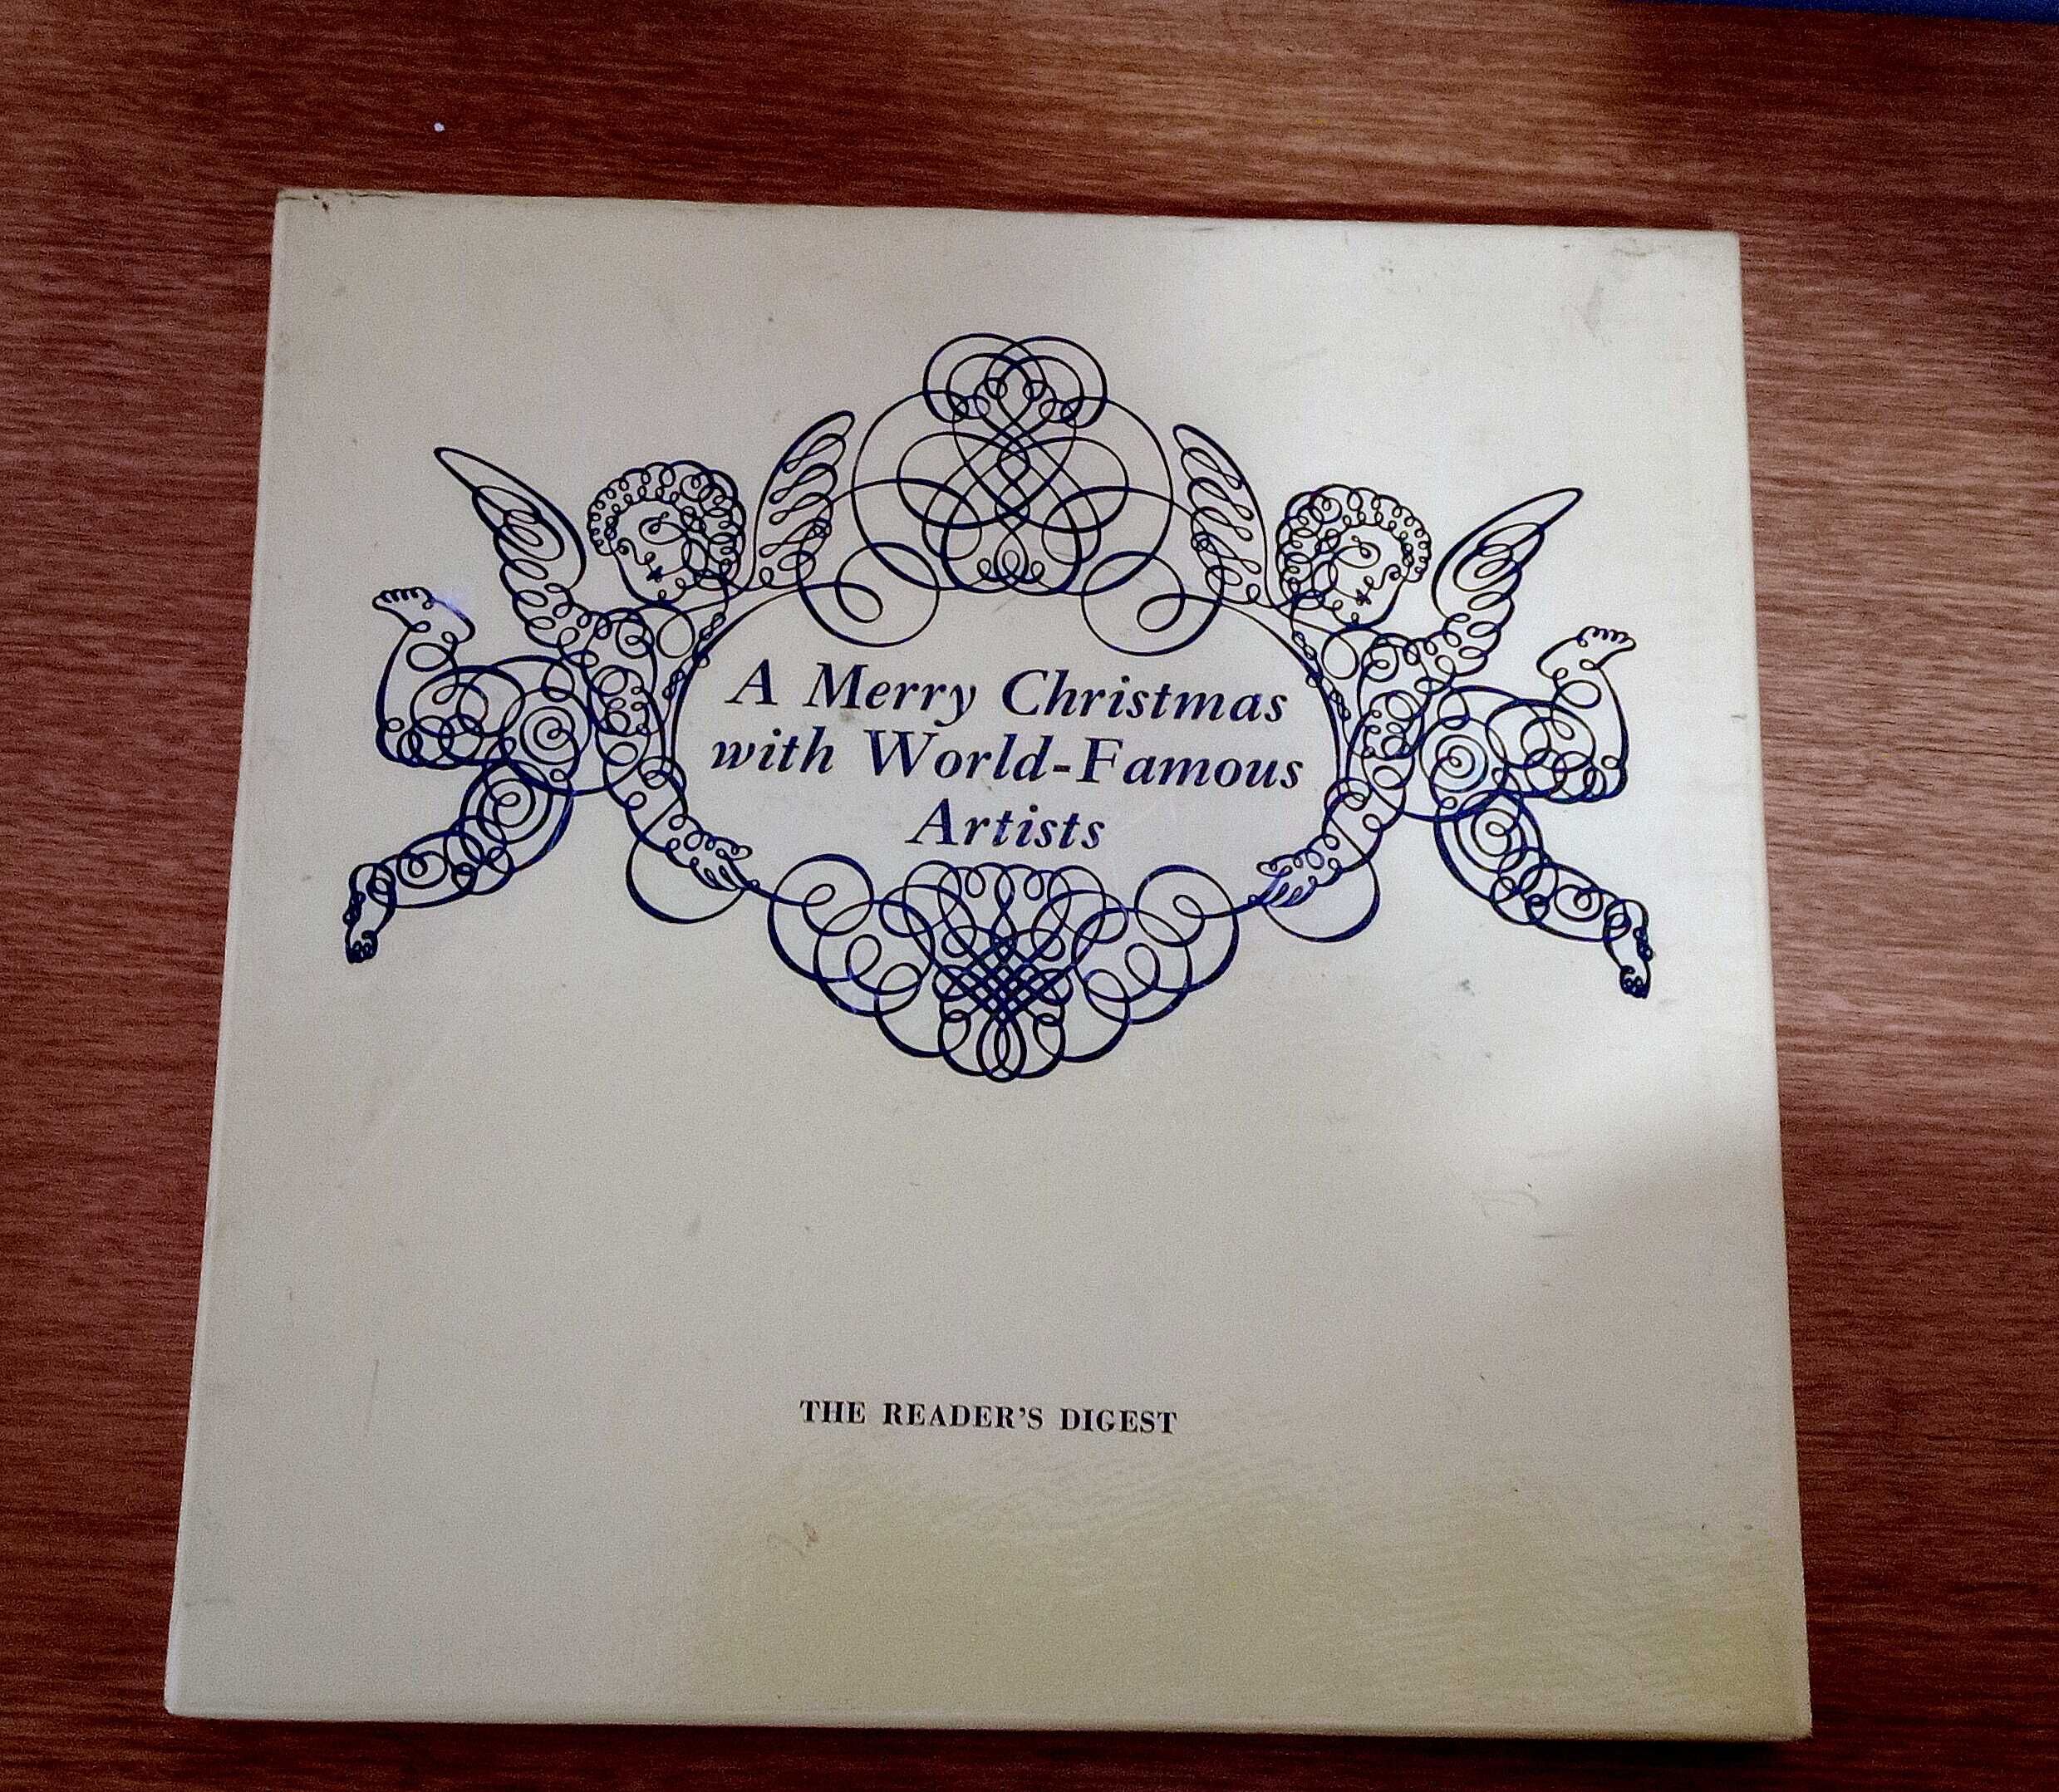 A Merry Christmas
with World-Famous
Artists
THE READER'S DIGEST